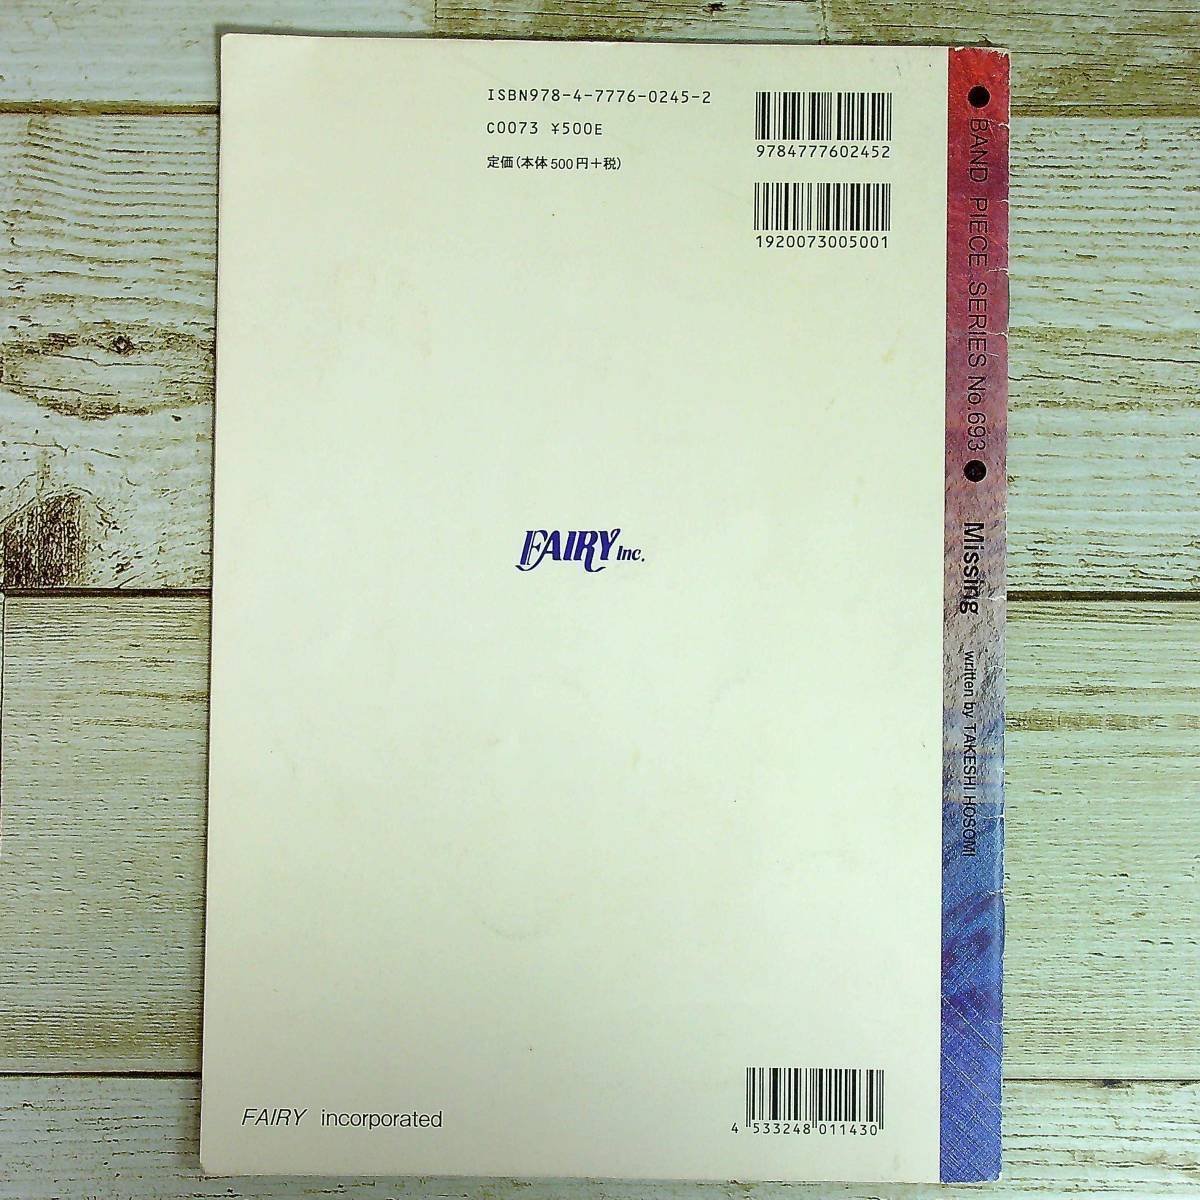 ISBN978-4-7776-0245-2
C0073 ¥500E
定価(本体500円+税)
9784777602452
1920073005001
BAND PIECE SERIES No.693
Missing
written by TAKESHI HOSOMI
FAIRY Inc.
FAIRY incorporated
4 533248 011430